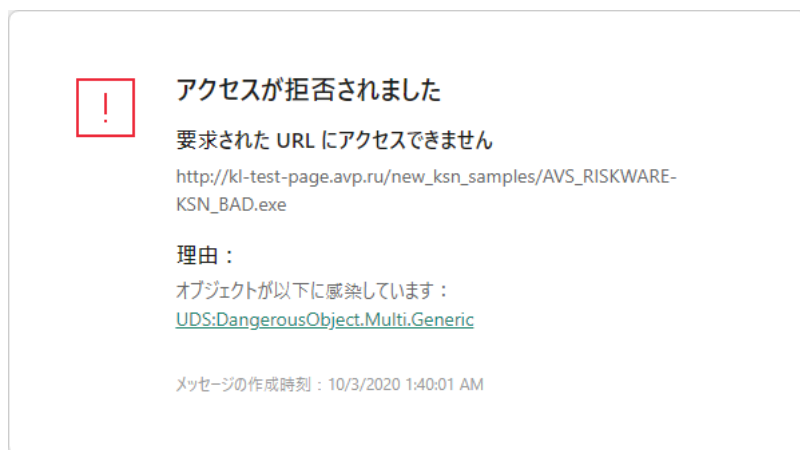 アクセスが拒否されました
要求された URL にアクセスできません
http://kl-test-page.avp.ru/new_ksn_samples/AVS_RISKWARE-
KSN_BAD.exe
理由：
オブジェクトが以下に感染しています：
UDS:DangerousObject.Multi.Generic
メッセージの作成時刻：10/3/2020 1:40:01 AM